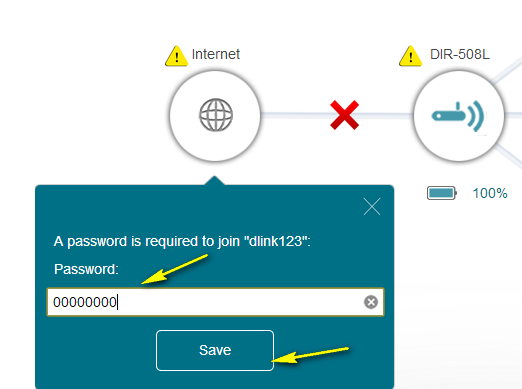 Internet
DIR-508L
100%
A password is required to join "dlink123":
Password:
00000000
Save